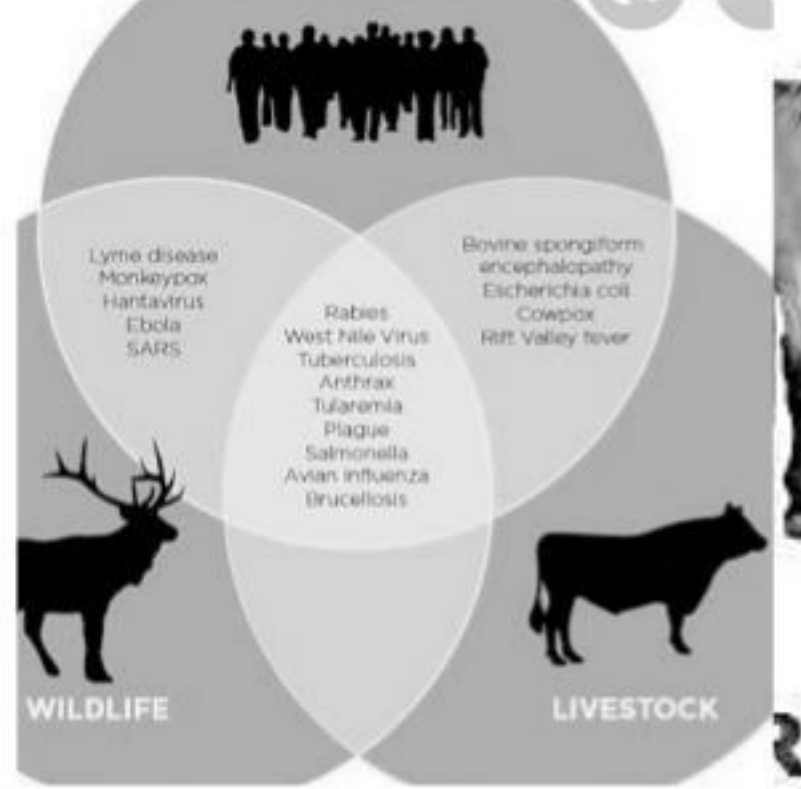 Lyme disease
Monkeypox
Hantavirus
Ebola
SARS
Bovine spongiform
encephalopathy
Escherichia coli
Cowpox
Rift Valley fever
Rabies
West Nile Virus
Tuberculosis
Anthrax
Tularemia
Plague
Salmonella
Avian Influenza
Brucellosis
WILDLIFE
LIVESTOCK